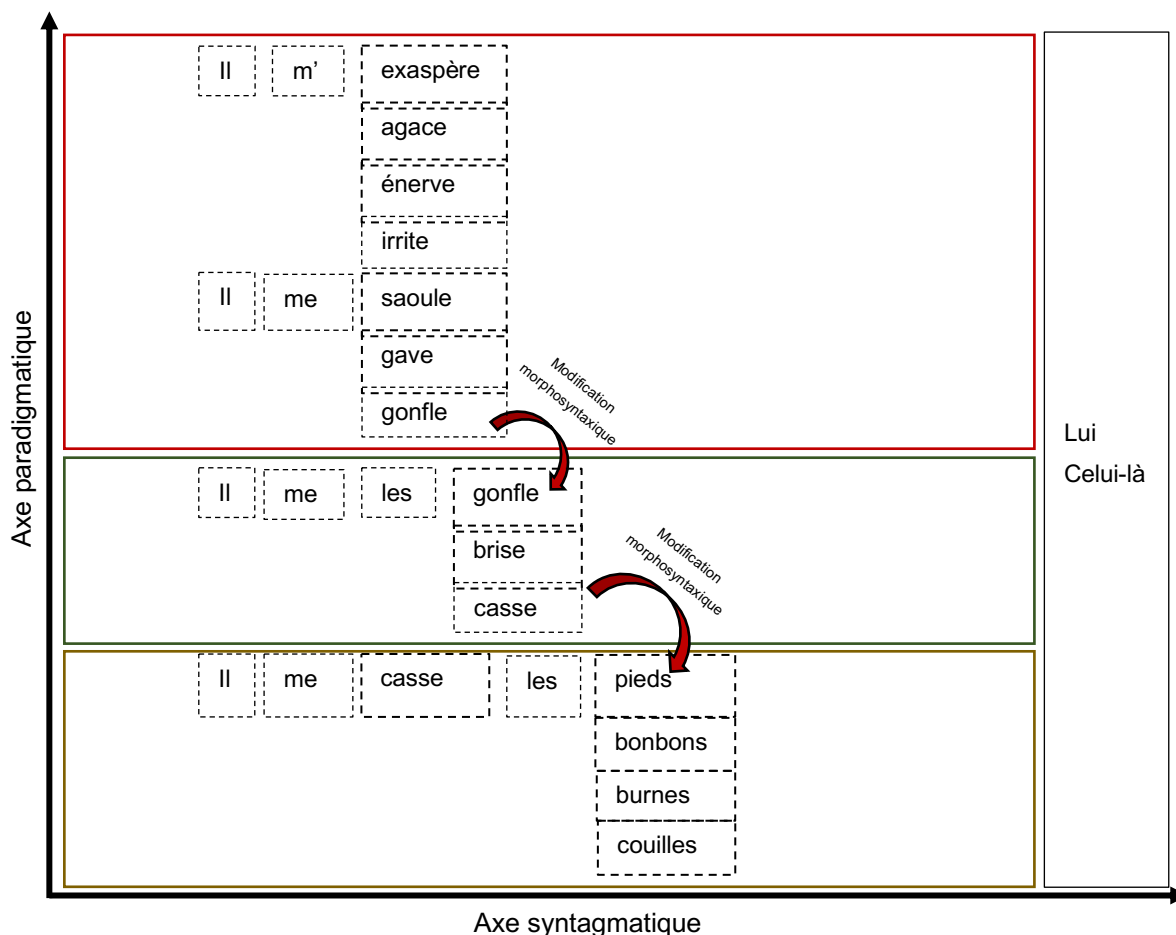 Il m' exaspère
agace
énerve
irrite
Il me saoule
gave
gonfle
Modification
morphosyntaxique
Il me les gonfle
brise
casse
Modification
morphosyntaxique
Il me casse les pieds
bonbons
burnes
couilles
Lui
Celui-là
Axe paradigmatique
Axe syntagmatique